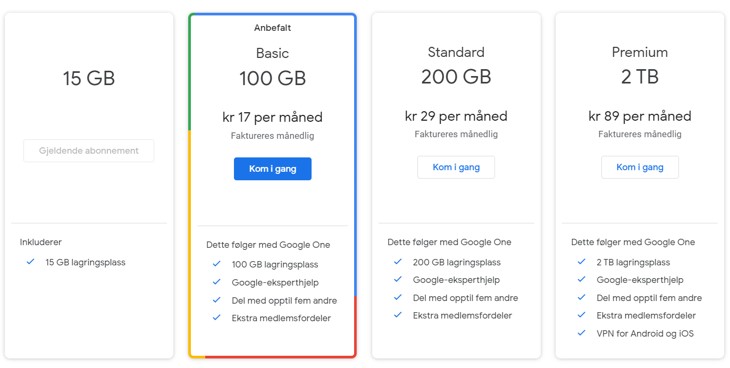 15 GB
Gjeldende abonnement
Inkluderer
15 GB lagringsplass
Anbefalt
Basic
100 GB
kr 17 per måned
Faktureres månedlig
Kom i gang
Dette følger med Google One
100 GB lagringsplass
Google-eksperthjelp
Del med opptil fem andre
Ekstra medlemsfordeler
Standard
200 GB
kr 29 per måned
Faktureres månedlig
Kom i gang
Dette følger med Google One
200 GB lagringsplass
Google-eksperthjelp
Del med opptil fem andre
Ekstra medlemsfordeler
Premium
2 TB
kr 89 per måned
Faktureres månedlig
Kom i gang
Dette følger med Google One
2 TB lagringsplass
Google-eksperthjelp
Del med opptil fem andre
Ekstra medlemsfordeler
VPN for Android og iOS